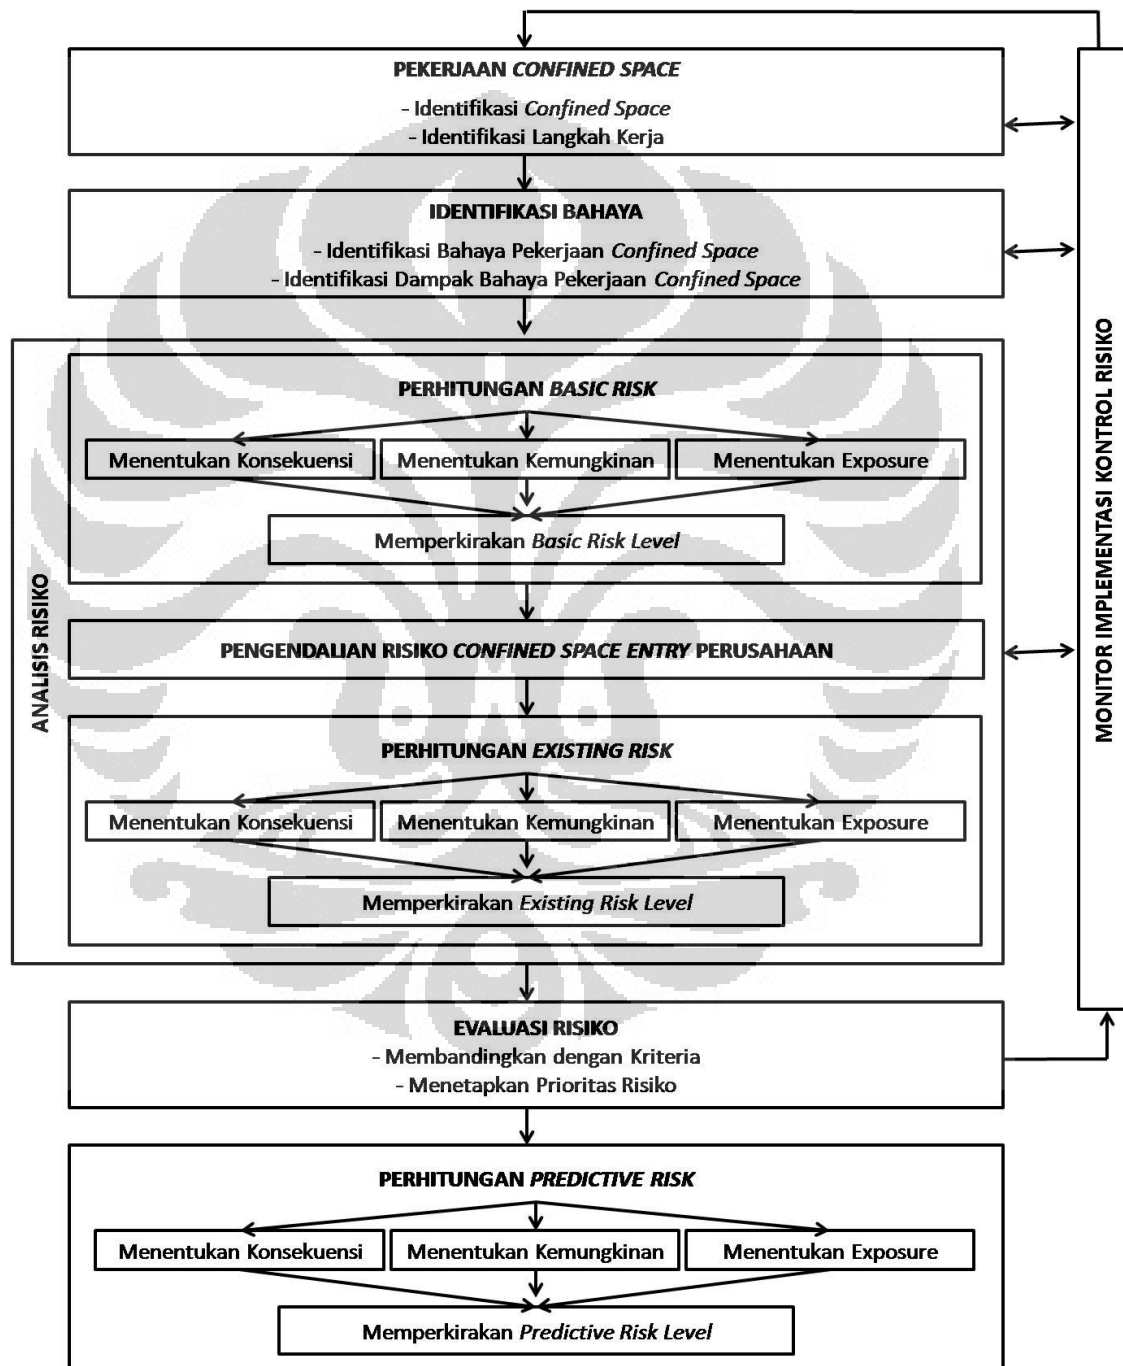 PEKERJAAN CONFINED SPACE
- Identifikasi Confined Space
- Identifikasi Langkah Kerja
IDENTIFIKASI BAHAYA
- Identifikasi Bahaya Pekerjaan Confined Space
- Identifikasi Dampak Bahaya Pekerjaan Confined Space
ANALISIS RISIKO
PERHITUNGAN BASIC RISK
Menentukan Konsekuensi
Menentukan Kemungkinan
Menentukan Exposure
Memperkirakan Basic Risk Level
PENGENDALIAN RISIKO CONFINED SPACE ENTRY PERUSAHAAN
PERHITUNGAN EXISTING RISK
Menentukan Konsekuensi
Menentukan Kemungkinan
Menentukan Exposure
Memperkirakan Existing Risk Level
EVALUASI RISIKO
- Membandingkan dengan Kriteria
- Menetapkan Prioritas Risiko
PERHITUNGAN PREDICTIVE RISK
Menentukan Konsekuensi
Menentukan Kemungkinan
Menentukan Exposure
Memperkirakan Predictive Risk Level
MONITOR IMPLEMENTASI KONTROL RISIKO